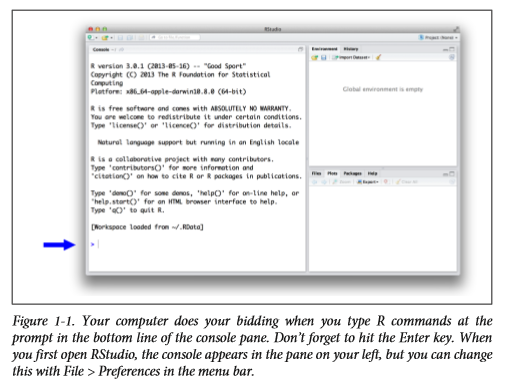 RStudio
Project: (None)
Console ~/
Environment History
Import Dataset
R version 3.0.1 (2013-05-16) -- "Good Sport"
Copyright (C) 2013 The R Foundation for Statistical
Computing
Platform: x86_64-apple-darwin10.8.0 (64-bit)
Global environment is empty
R is free software and comes with ABSOLUTELY NO WARRANTY.
You are welcome to redistribute it under certain conditions.
Type 'license()' or 'licence()' for distribution details.
Natural language support but running in an English locale
R is a collaborative project with many contributors.
Type 'contributors()' for more information and
'citation()' on how to cite R or R packages in publications.
Files Plots Packages Help
Export
Type 'demo()' for some demos, 'help()' for on-line help, or
'help.start()' for an HTML browser interface to help.
Type 'q()' to quit R.
[Workspace loaded from ~/.RData]
>
Figure 1-1. Your computer does your bidding when you type R commands at the
prompt in the bottom line of the console pane. Don't forget to hit the Enter key. When
you first open RStudio, the console appears in the pane on your left, but you can change
this with File > Preferences in the menu bar.